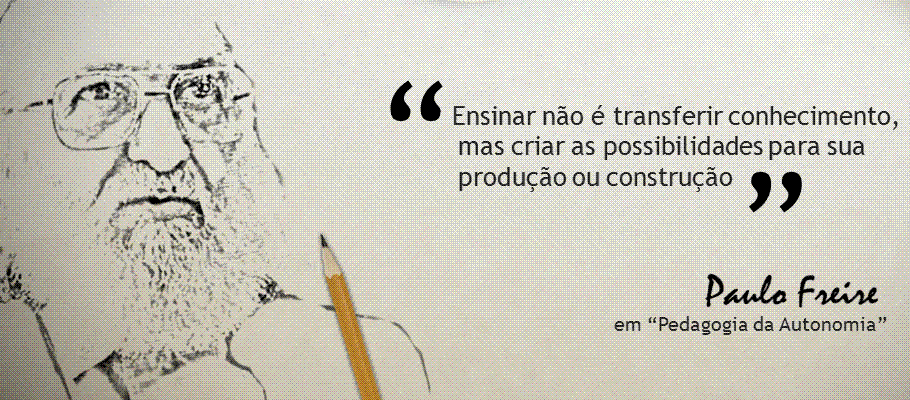 “ Ensinar não é transferir conhecimento,
mas criar as possibilidades para sua
produção ou construção ”
Paulo Freire
em “Pedagogia da Autonomia”